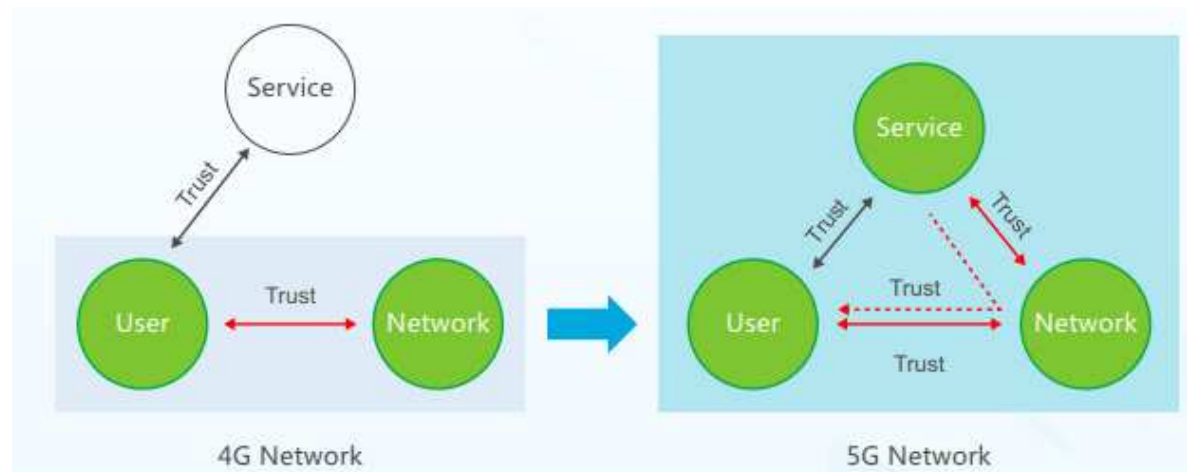 Service
Trust
User
Trust
Network
4G Network
Service
Trust
Trust
User
Trust
Trust
Network
5G Network